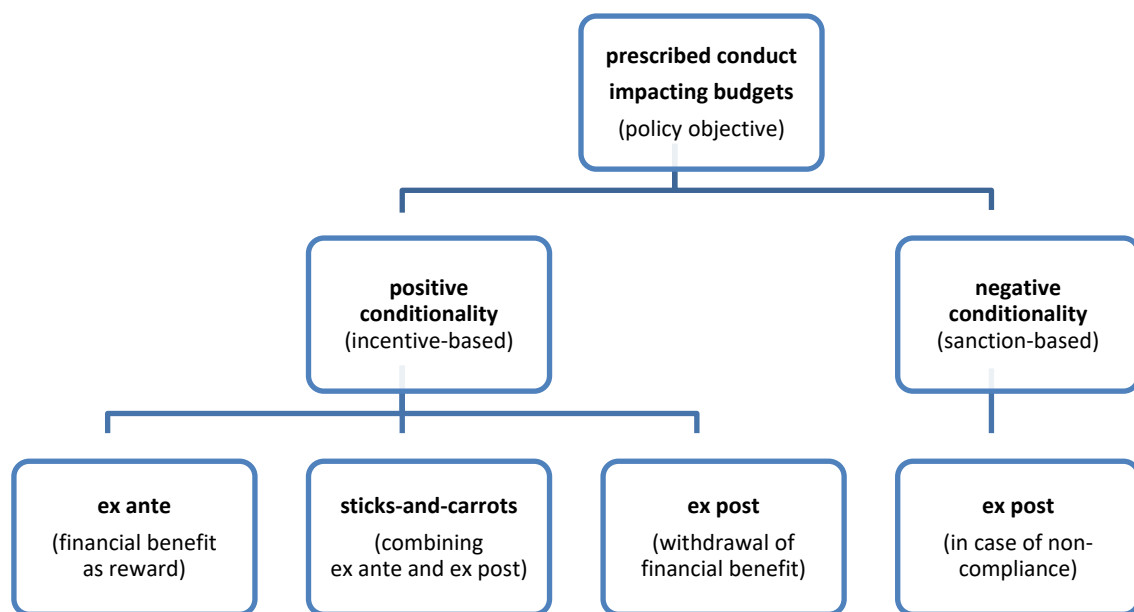 prescribed conduct
impacting budgets
(policy objective)
positive
conditionality
(incentive-based)
negative
conditionality
(sanction-based)
ex ante
(financial benefit
as reward)
sticks-and-carrots
(combining
ex ante and ex post)
ex post
(withdrawal of
financial benefit)
ex post
(in case of non-
compliance)